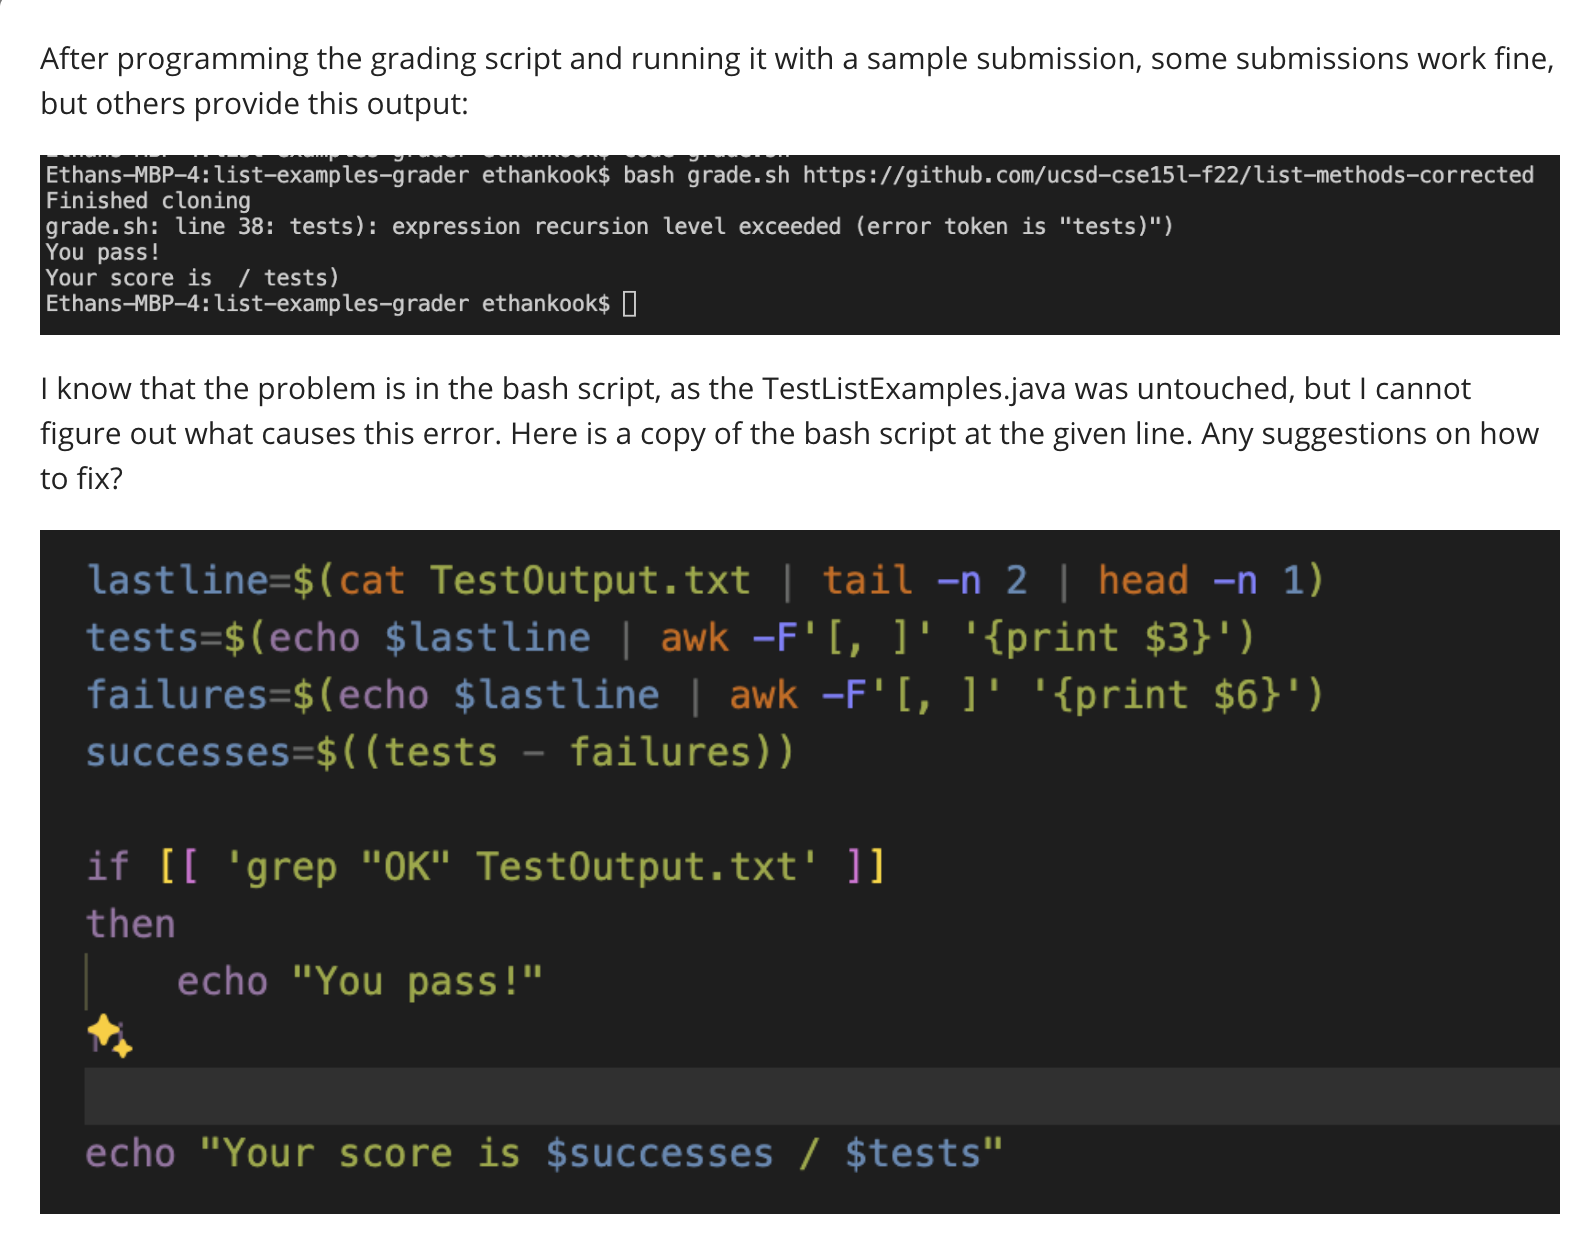 After programming the grading script and running it with a sample submission, some submissions work fine,
but others provide this output:
Ethans-MBP-4:list-examples-grader ethankook$ bash grade.sh https://github.com/ucsd-cse15l-f22/list-methods-corrected
Finished cloning
grade.sh: line 38: tests): expression recursion level exceeded (error token is "tests)")
You pass!
Your score is  / tests)
Ethans-MBP-4:list-examples-grader ethankook$
I know that the problem is in the bash script, as the TestListExamples.java was untouched, but I cannot
figure out what causes this error. Here is a copy of the bash script at the given line. Any suggestions on how
to fix?
lastline=$(cat TestOutput.txt | tail -n 2 | head -n 1)
tests=$(echo $lastline | awk -F'[, ]' '{print $3}')
failures=$(echo $lastline | awk -F'[, ]' '{print $6}')
successes=$((tests - failures))
if [[ 'grep "OK" TestOutput.txt' ]]
then
echo "You pass!"
echo "Your score is $successes / $tests"